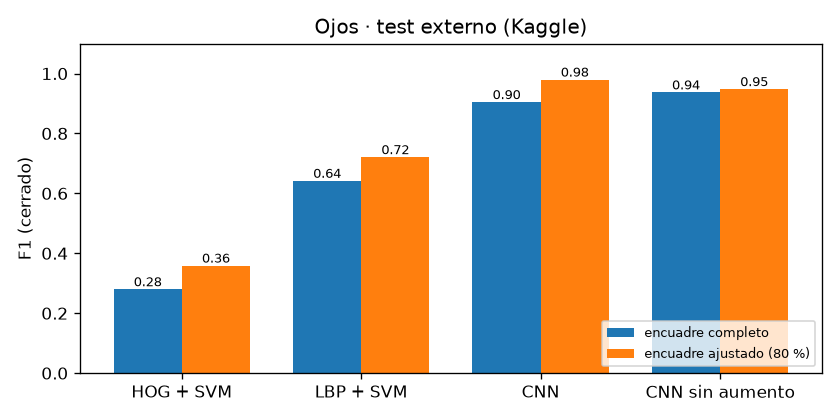 Ojos · test externo (Kaggle)
F1 (cerrado)
1.0
0.8
0.6
0.4
0.2
0.0
0.28
0.36
0.64
0.72
0.90
0.98
0.94
0.95
encuadre completo
encuadre ajustado (80 %)
HOG + SVM
LBP + SVM
CNN
CNN sin aumento